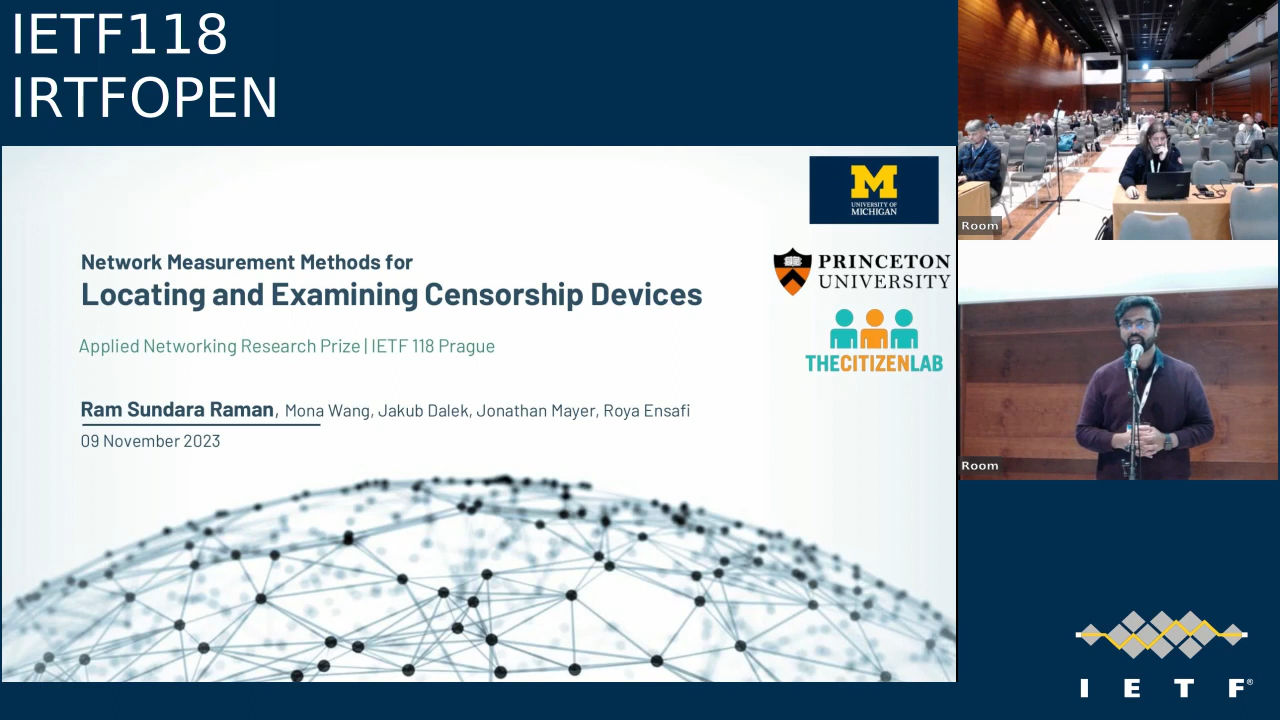 IETF118
IRTFOPEN
UNIVERSITY OF
MICHIGAN
Network Measurement Methods for
PRINCETON
UNIVERSITY
Locating and Examining Censorship Devices
THECITIZENLAB
Applied Networking Research Prize | IETF 118 Prague
Ram Sundara Raman, Mona Wang, Jakub Dalek, Jonathan Mayer, Roya Ensafi
09 November 2023
Room
Room
I E T F®